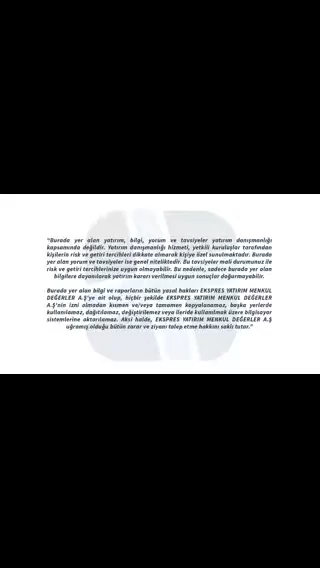 "Burada yer alan yatırım, bilgi, yorum ve tavsiyeler yatırım danışmanlığı
kapsamında değildir. Yatırım danışmanlığı hizmeti, yetkili kuruluşlar tarafından
kişilerin risk ve getiri tercihleri dikkate alınarak kişiye özel sunulmaktadır. Burada
yer alan yorum ve tavsiyeler ise genel niteliktedir. Bu tavsiyeler mali durumunuz ile
risk ve getiri tercihlerinize uygun olmayabilir. Bu nedenle, sadece burada yer alan
bilgilere dayanılarak yatırım kararı verilmesi uygun sonuçlar doğurmayabilir.
Burada yer alan bilgi ve raporların bütün yasal hakları EKSPRES YATIRIM MENKUL
DEĞERLER A.Ş'ye ait olup, hiçbir şekilde EKSPRES YATIRIM MENKUL DEĞERLER
A.Ş'nin izni olmadan kısmen ve/veya tamamen kopyalanamaz, başka yerlerde
kullanılamaz, dağıtılamaz, değiştirilemez veya ileride kullanılmak üzere bilgisayar
sistemlerine aktarılamaz. Aksi halde, EKSPRES YATIRIM MENKUL DEĞERLER A.Ş
uğramış olduğu bütün zarar ve ziyanı talep etme hakkını saklı tutar."